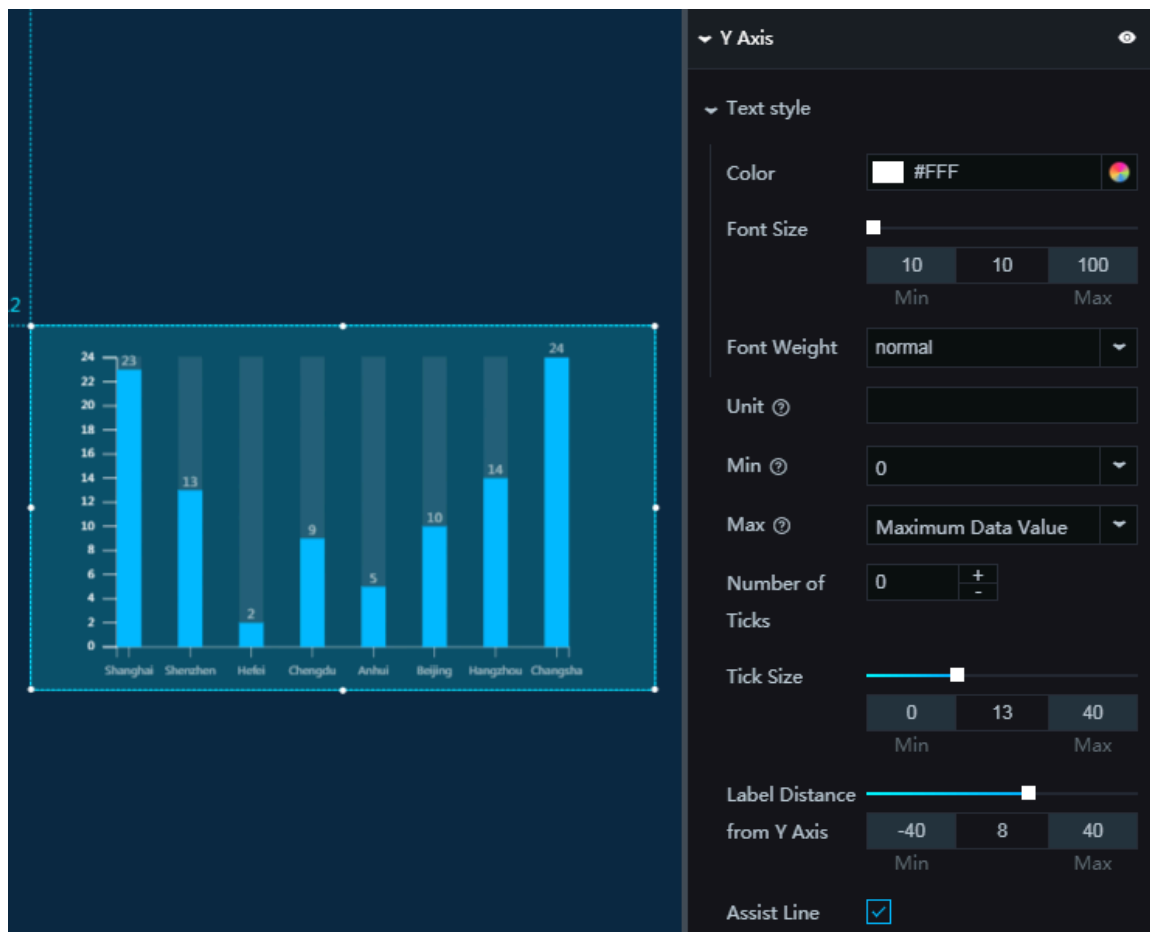 .2
24
22
20
18
16
14
12
10
8
6
4
2
0
23
13
2
9
5
10
14
24
Shanghai Shenzhen Hefei Chengdu Anhui Beijing Hangzhou Changsha
Y Axis
Text style
Color #FFF
Font Size
10 10 100
Min Max
Font Weight normal
Unit
Min 0
Max Maximum Data Value
Number of 0 + -
Ticks
Tick Size
0 13 40
Min Max
Label Distance
from Y Axis -40 8 40
Min Max
Assist Line